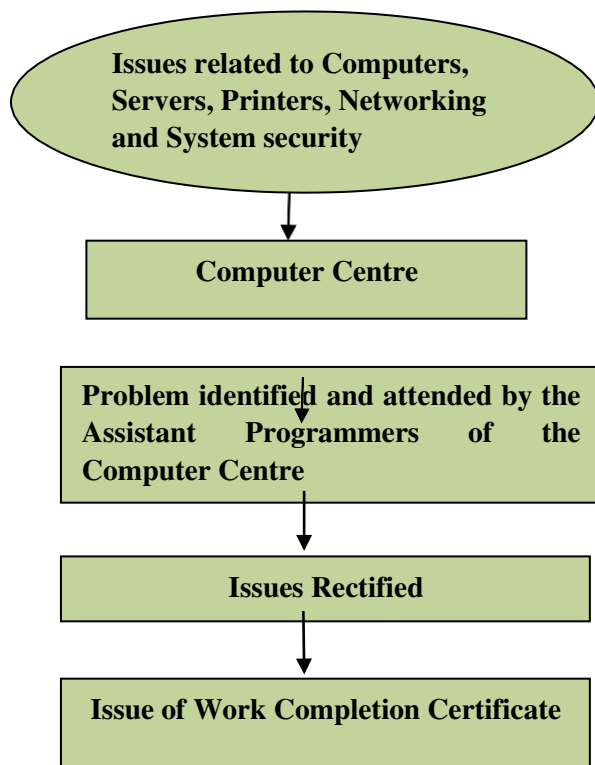 Issues related to Computers,
Servers, Printers, Networking
and System security
Computer Centre
Problem identified and attended by the
Assistant Programmers of the
Computer Centre
Issues Rectified
Issue of Work Completion Certificate